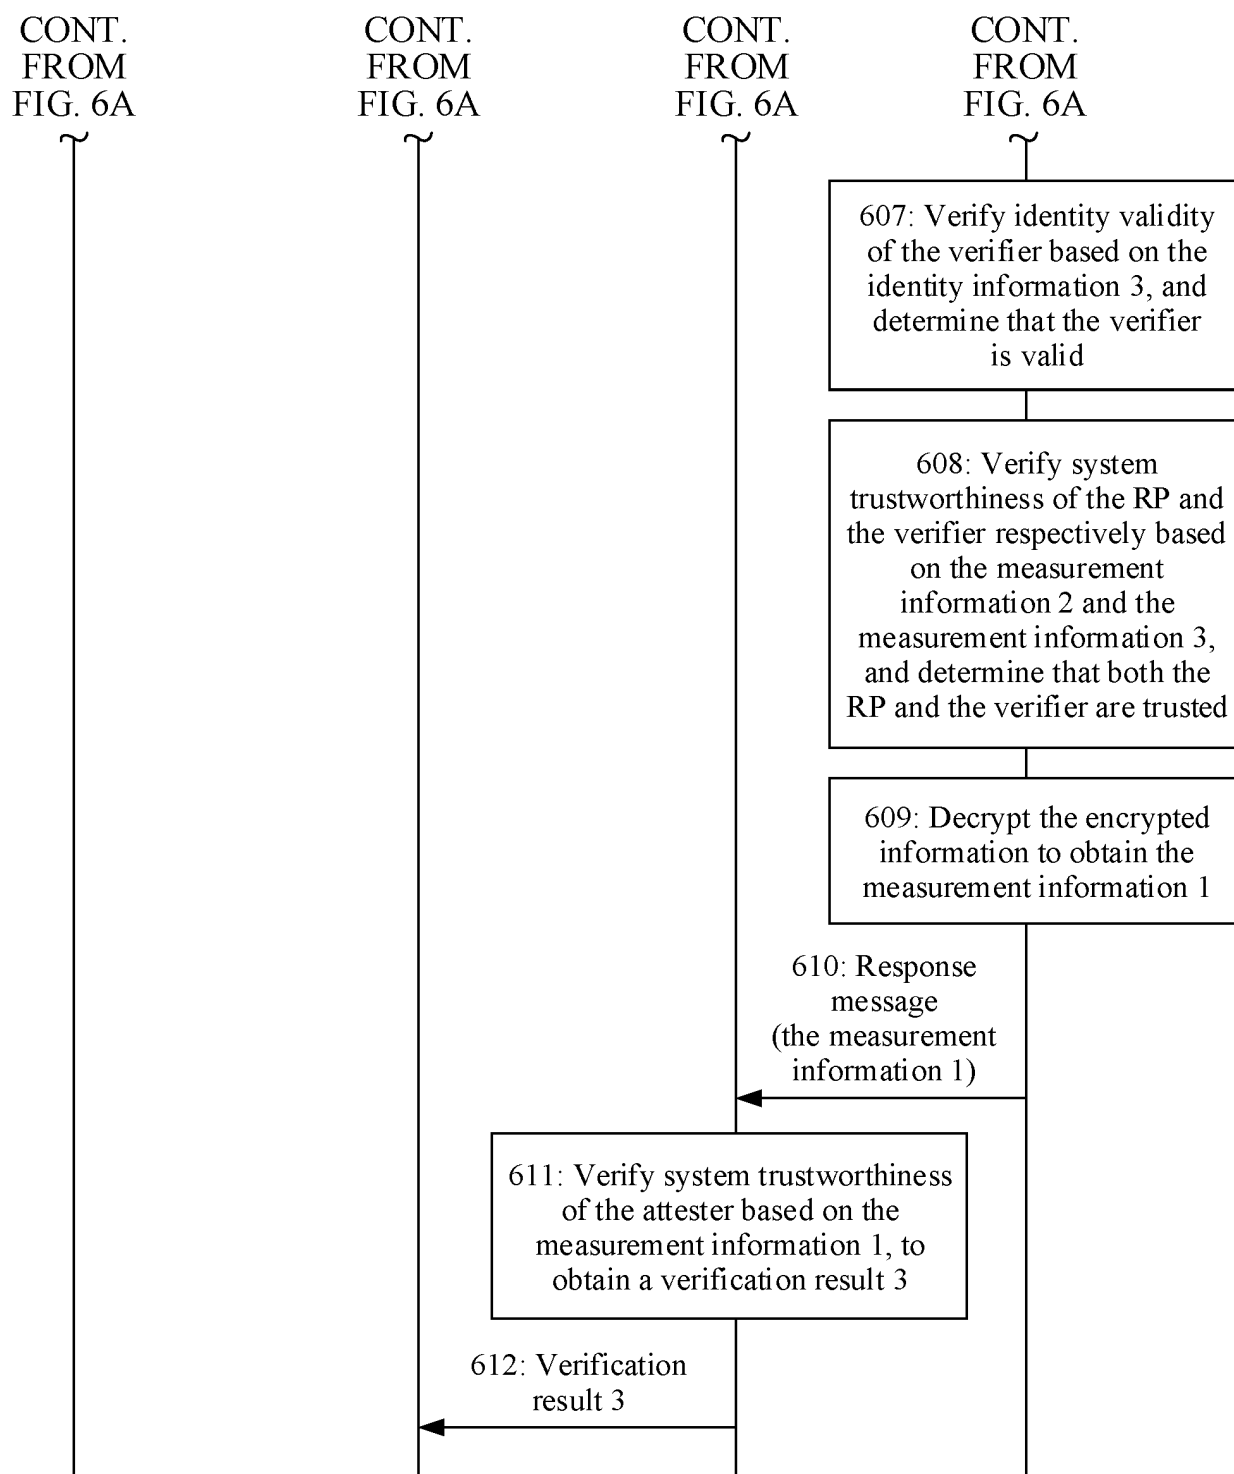 CONT.
FROM
FIG. 6A
CONT.
FROM
FIG. 6A
CONT.
FROM
FIG. 6A
CONT.
FROM
FIG. 6A
607: Verify identity validity
of the verifier based on the
identity information 3, and
determine that the verifier
is valid
608: Verify system
trustworthiness of the RP and
the verifier respectively based
on the measurement
information 2 and the
measurement information 3,
and determine that both the
RP and the verifier are trusted
609: Decrypt the encrypted
information to obtain the
measurement information 1
610: Response
message
(the measurement
information 1)
611: Verify system trustworthiness
of the attester based on the
measurement information 1, to
obtain a verification result 3
612: Verification
result 3